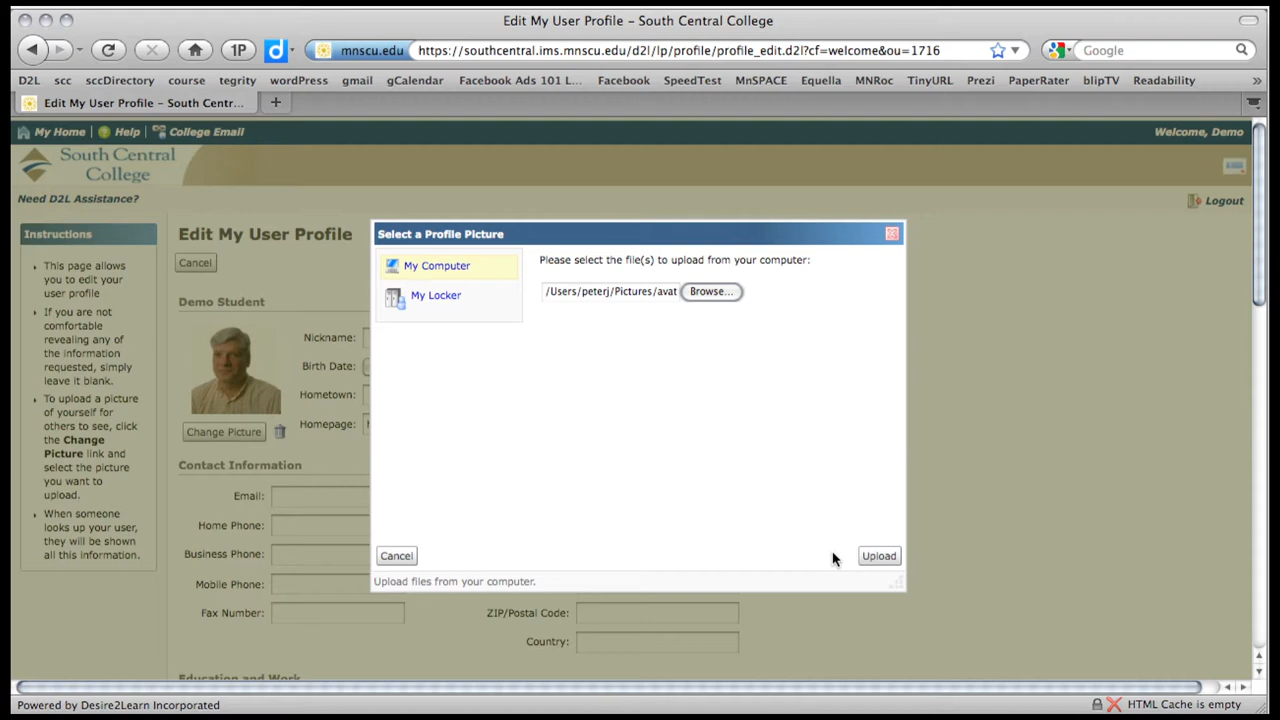 Edit My User Profile – South Central College
1P
mnscu.edu
https://southcentral.ims.mnscu.edu/d2l/lp/profile/profile_edit.d2l?cf=welcome&ou=1716
Google
D2L scc sccDirectory course tegrity wordPress gmail gCalendar Facebook Ads 101 L... Facebook SpeedTest MnSPACE Equella MNRoc TinyURL Prezi PaperRater blipTV Readability »
Edit My User Profile – South Centr...
My Home | Help | College Email
Welcome, Demo
South Central
College
Need D2L Assistance?
Logout
Instructions
This page allows
you to edit your
user profile
If you are not
comfortable
revealing any of
the information
requested, simply
leave it blank.
To upload a picture
of yourself for
others to see, click
the Change
Picture link and
select the picture
you want to
upload.
When someone
looks up your user,
they will be shown
all this information.
Edit My User Profile
Cancel
Demo Student
Nickname:
Birth Date:
Hometown:
Homepage:
Change Picture
Contact Information
Email:
Home Phone:
Business Phone:
Mobile Phone:
Fax Number:
ZIP/Postal Code:
Country:
Education and Work
Select a Profile Picture
My Computer
My Locker
Please select the file(s) to upload from your computer:
/Users/peterj/Pictures/avat
Browse...
Cancel
Upload
Upload files from your computer.
Powered by Desire2Learn Incorporated
HTML Cache is empty